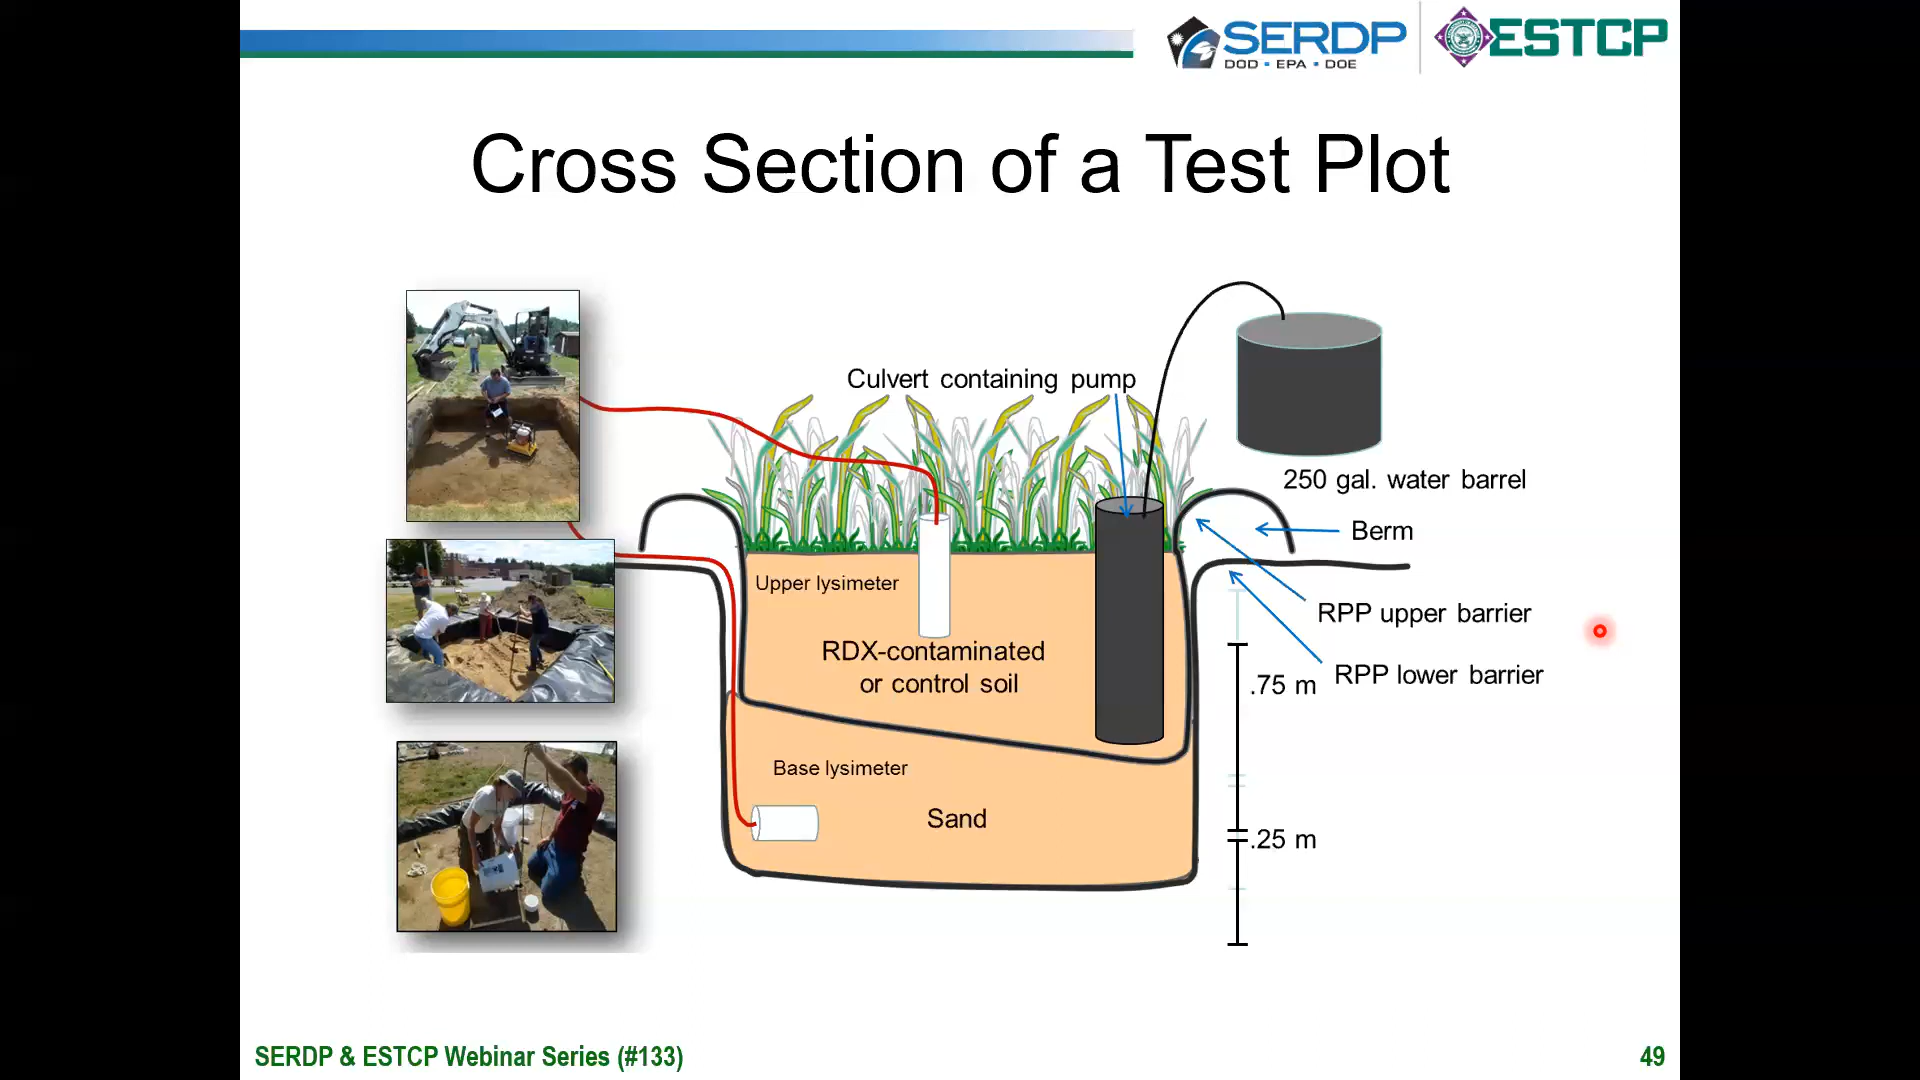 SERDP
DOD • EPA • DOE
ESTCP
Cross Section of a Test Plot
Culvert containing pump
250 gal. water barrel
Berm
Upper lysimeter
RPP upper barrier
RDX-contaminated
or control soil
RPP lower barrier
.75 m
Base lysimeter
Sand
.25 m
SERDP & ESTCP Webinar Series (#133)
49